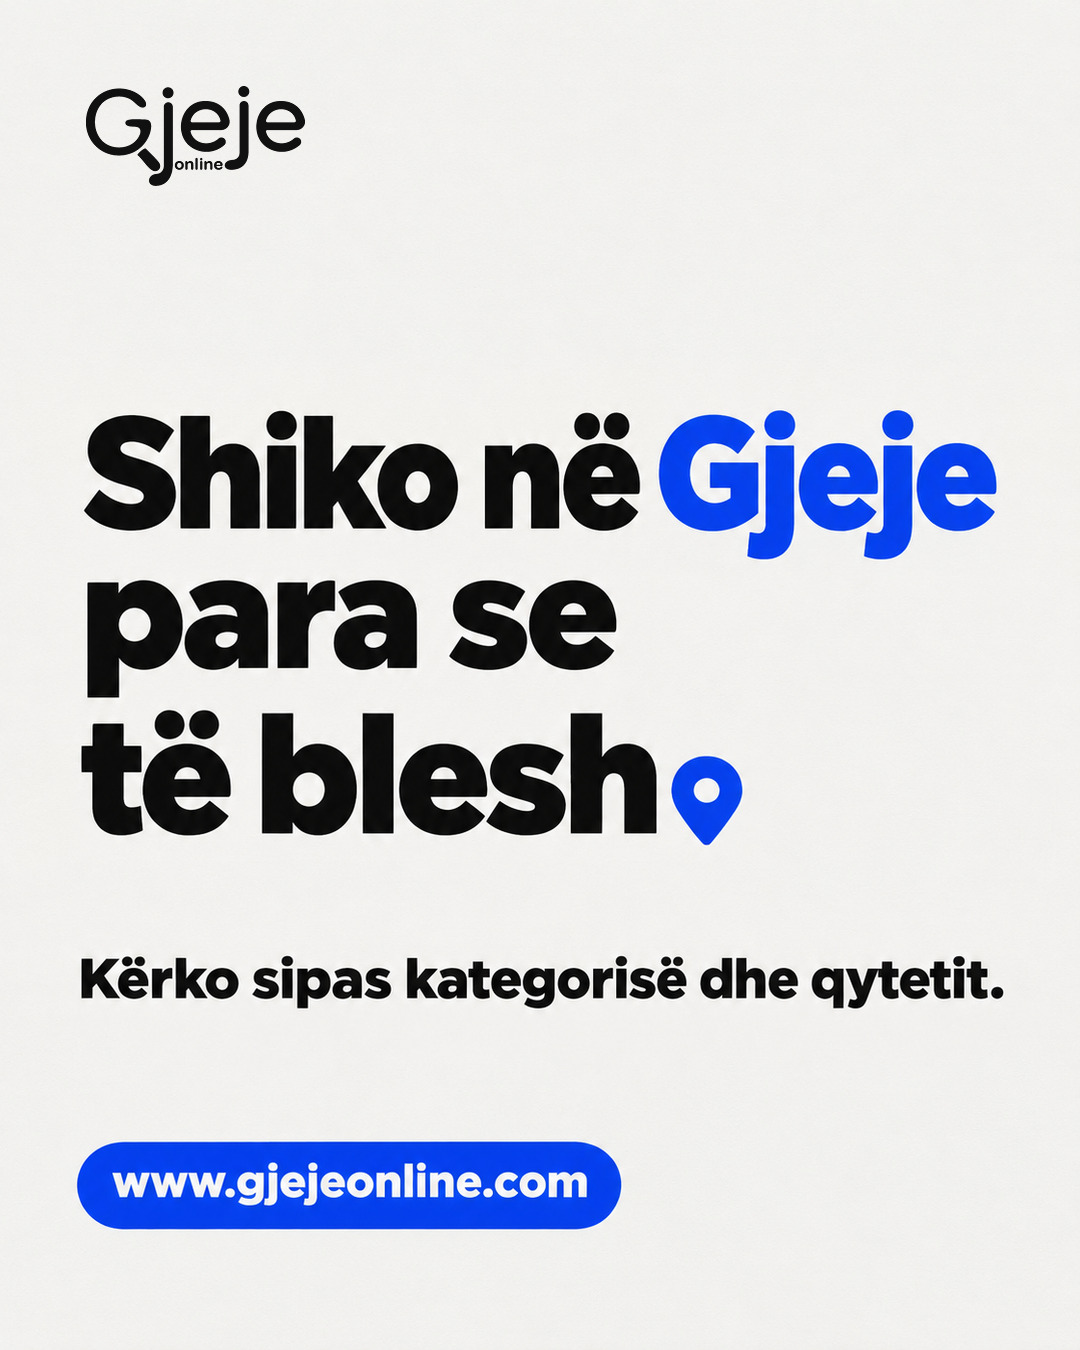 Gjeje
online
Shiko në Gjeje
para se
të blesh
Kërko sipas kategorisë dhe qytetit.
www.gjejeonline.com